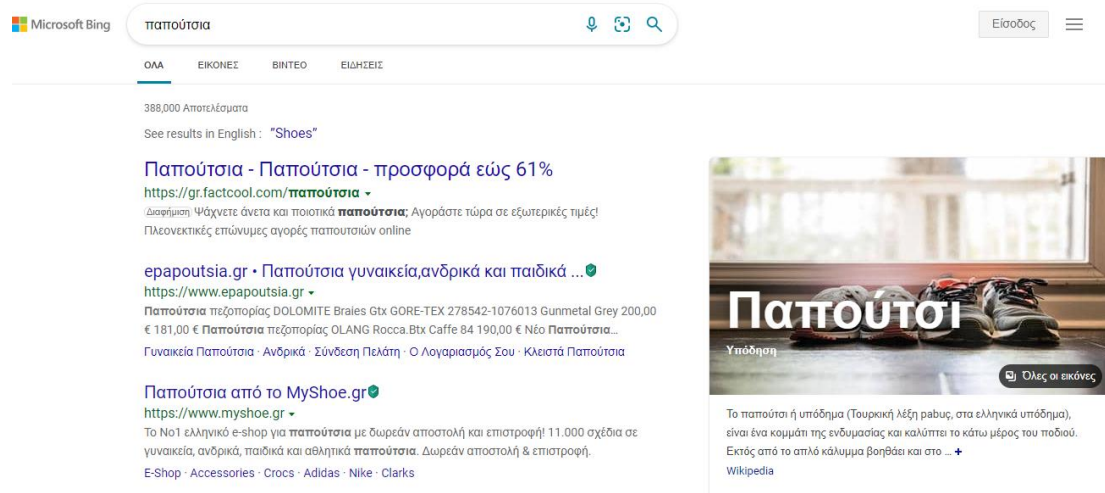 Microsoft Bing
παπούτσια
Είσοδος
ΟΛΑ ΕΙΚΟΝΕΣ ΒΙΝΤΕΟ ΕΙΔΗΣΕΙΣ
388,000 Αποτελέσματα
See results in English : "Shoes"
Παπούτσια - Παπούτσια - προσφορά εώς 61%
https://gr.factcool.com/παπούτσια
Διαφήμιση Ψάχνετε άνετα και ποιοτικά παπούτσια; Αγοράστε τώρα σε εξωτερικές τιμές!
Πλεονεκτικές επώνυμες αγορές παπουτσιών online
epapoutsia.gr • Παπούτσια γυναικεία,ανδρικά και παιδικά ...
https://www.epapoutsia.gr
Παπούτσια πεζοπορίας DOLOMITE Braies Gtx GORE-TEX 278542-1076013 Gunmetal Grey 200,00
€ 181,00 € Παπούτσια πεζοπορίας OLANG Rocca.Btx Caffe 84 190,00 € Νέο Παπούτσια...
Γυναικεία Παπούτσια · Ανδρικά · Σύνδεση Πελάτη · Ο Λογαριασμός Σου · Κλειστά Παπούτσια
Παπούτσια από το MyShoe.gr
https://www.myshoe.gr
Το Νο1 ελληνικό e-shop για παπούτσια με δωρεάν αποστολή και επιστροφή! 11.000 σχέδια σε
γυναικεία, ανδρικά, παιδικά και αθλητικά παπούτσια. Δωρεάν αποστολή & επιστροφή.
E-Shop · Accessories · Crocs · Adidas · Nike · Clarks
Παπούτσι
Υπόδηση
Όλες οι εικόνες
Το παπούτσι ή υπόδημα (Τουρκική λέξη pabuç, στα ελληνικά υπόδημα),
είναι ένα κομμάτι της ενδυμασίας και καλύπτει το κάτω μέρος του ποδιού.
Εκτός από το απλό κάλυμμα βοηθάει και στο ... +
Wikipedia